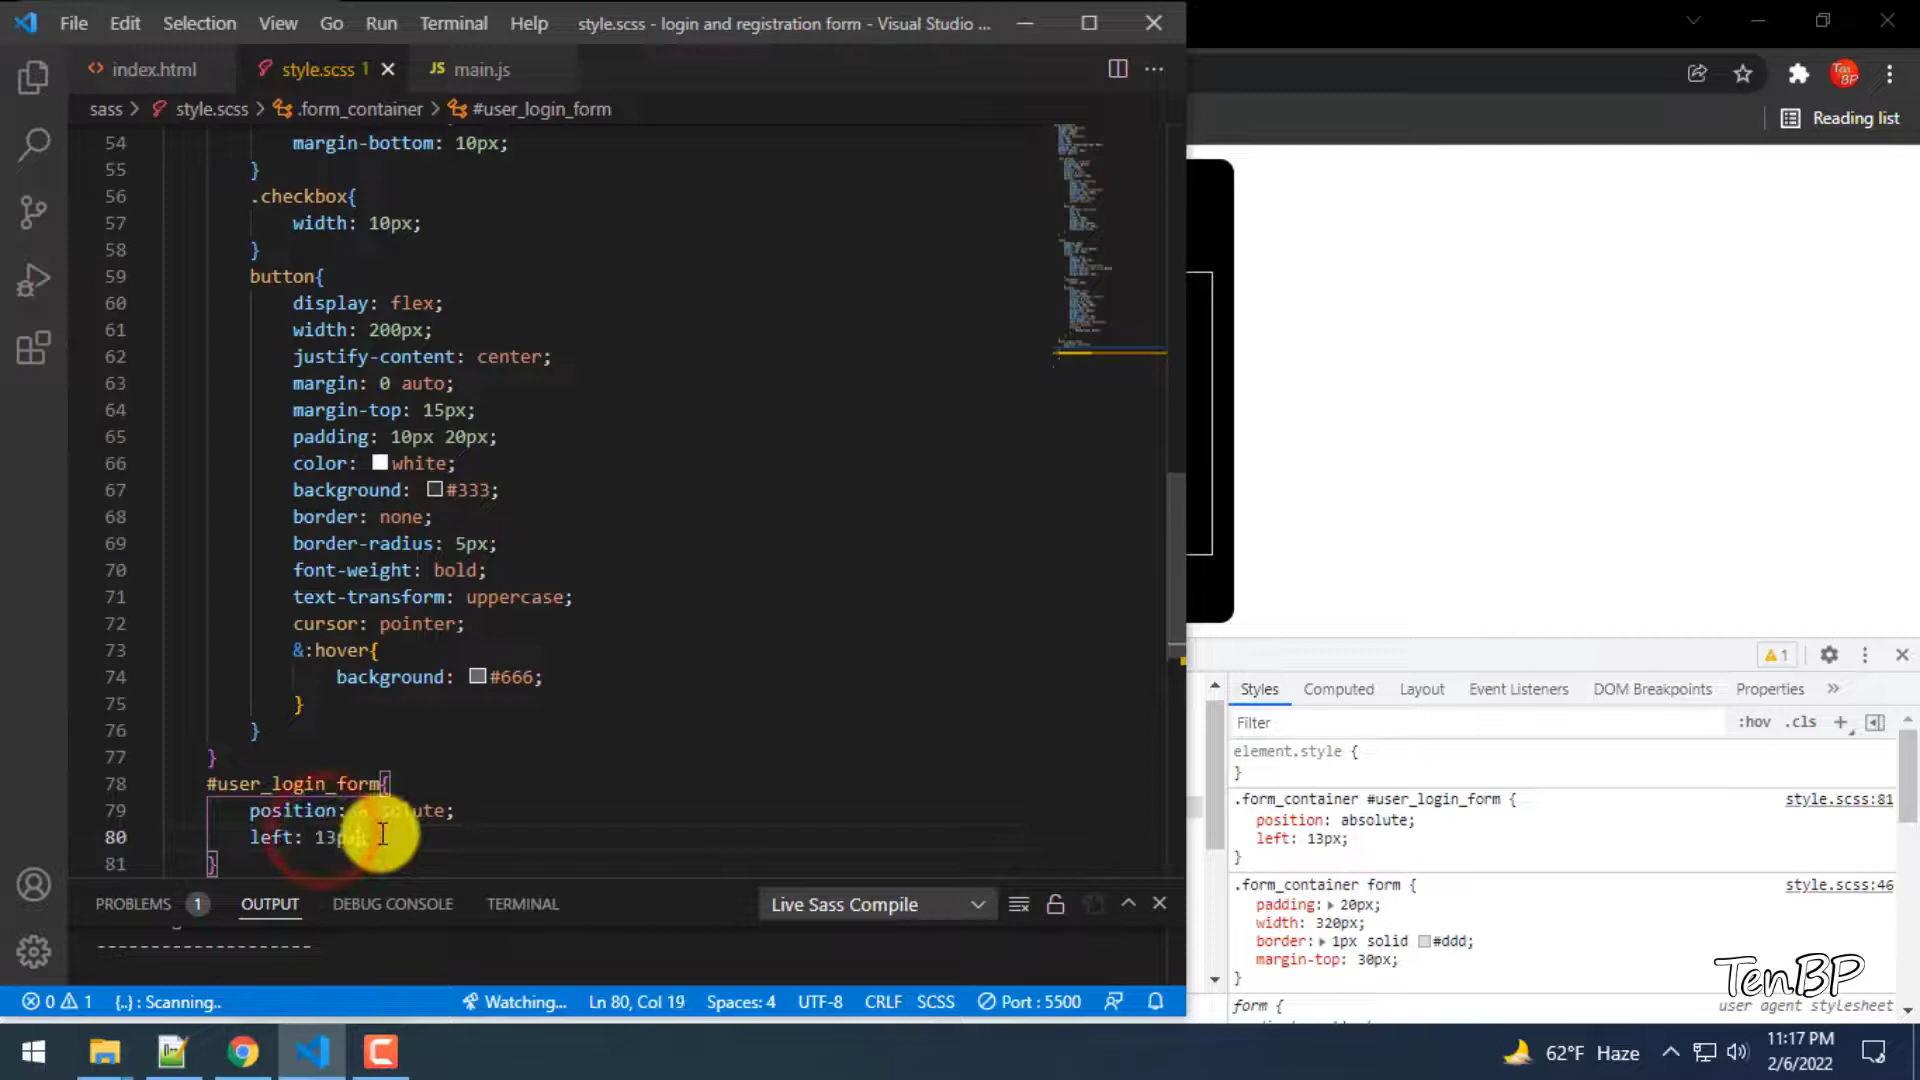 File Edit Selection View Go Run Terminal Help style.scss - login and registration form - Visual Studio ...
index.html style.scss 1 main.js
sass > style.scss > .form_container > #user_login_form
Reading list
54 margin-bottom: 10px;
55 }
56 .checkbox{
57 width: 10px;
58 }
59 button{
60 display: flex;
61 width: 200px;
62 justify-content: center;
63 margin: 0 auto;
64 margin-top: 15px;
65 padding: 10px 20px;
66 color: white;
67 background: #333;
68 border: none;
69 border-radius: 5px;
70 font-weight: bold;
71 text-transform: uppercase;
72 cursor: pointer;
73 &:hover{
74 background: #666;
75 }
76 }
77 }
78 #user_login_form{
79 position:
80 left:
81 }
PROBLEMS 1 OUTPUT DEBUG CONSOLE TERMINAL Live Sass Compile
--------------------
0 1 {..} : Scanning.. Watching... Ln 80, Col 19 Spaces: 4 UTF-8 CRLF SCSS Port : 5500
1
Styles Computed Layout Event Listeners DOM Breakpoints Properties »
Filter :hov .cls +
element.style {
}
.form_container #user_login_form { style.scss:81
position: absolute;
left: 13px;
}
.form_container form { style.scss:46
padding: 20px;
width: 320px;
border: 1px solid #ddd;
margin-top: 30px;
}
form { user agent stylesheet
TenBP
62°F Haze 11:17 PM
2/6/2022